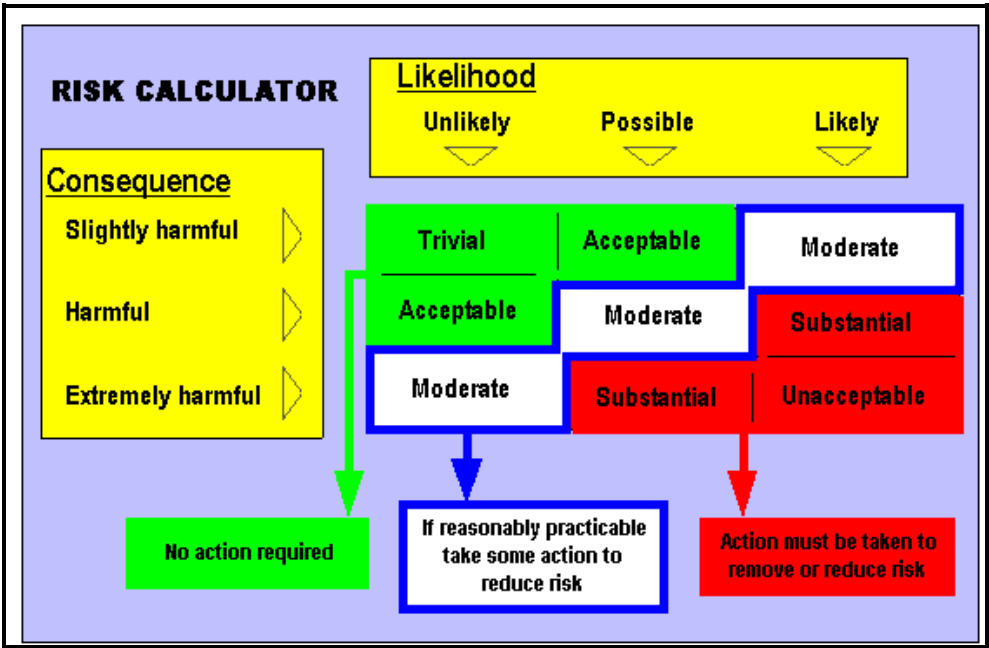 RISK CALCULATOR
Likelihood
Unlikely Possible Likely
Consequence
Slightly harmful
Harmful
Extremely harmful
Trivial Acceptable Moderate
Acceptable Moderate Substantial
Moderate Substantial Unacceptable
No action required
If reasonably practicable
take some action to
reduce risk
Action must be taken to
remove or reduce risk